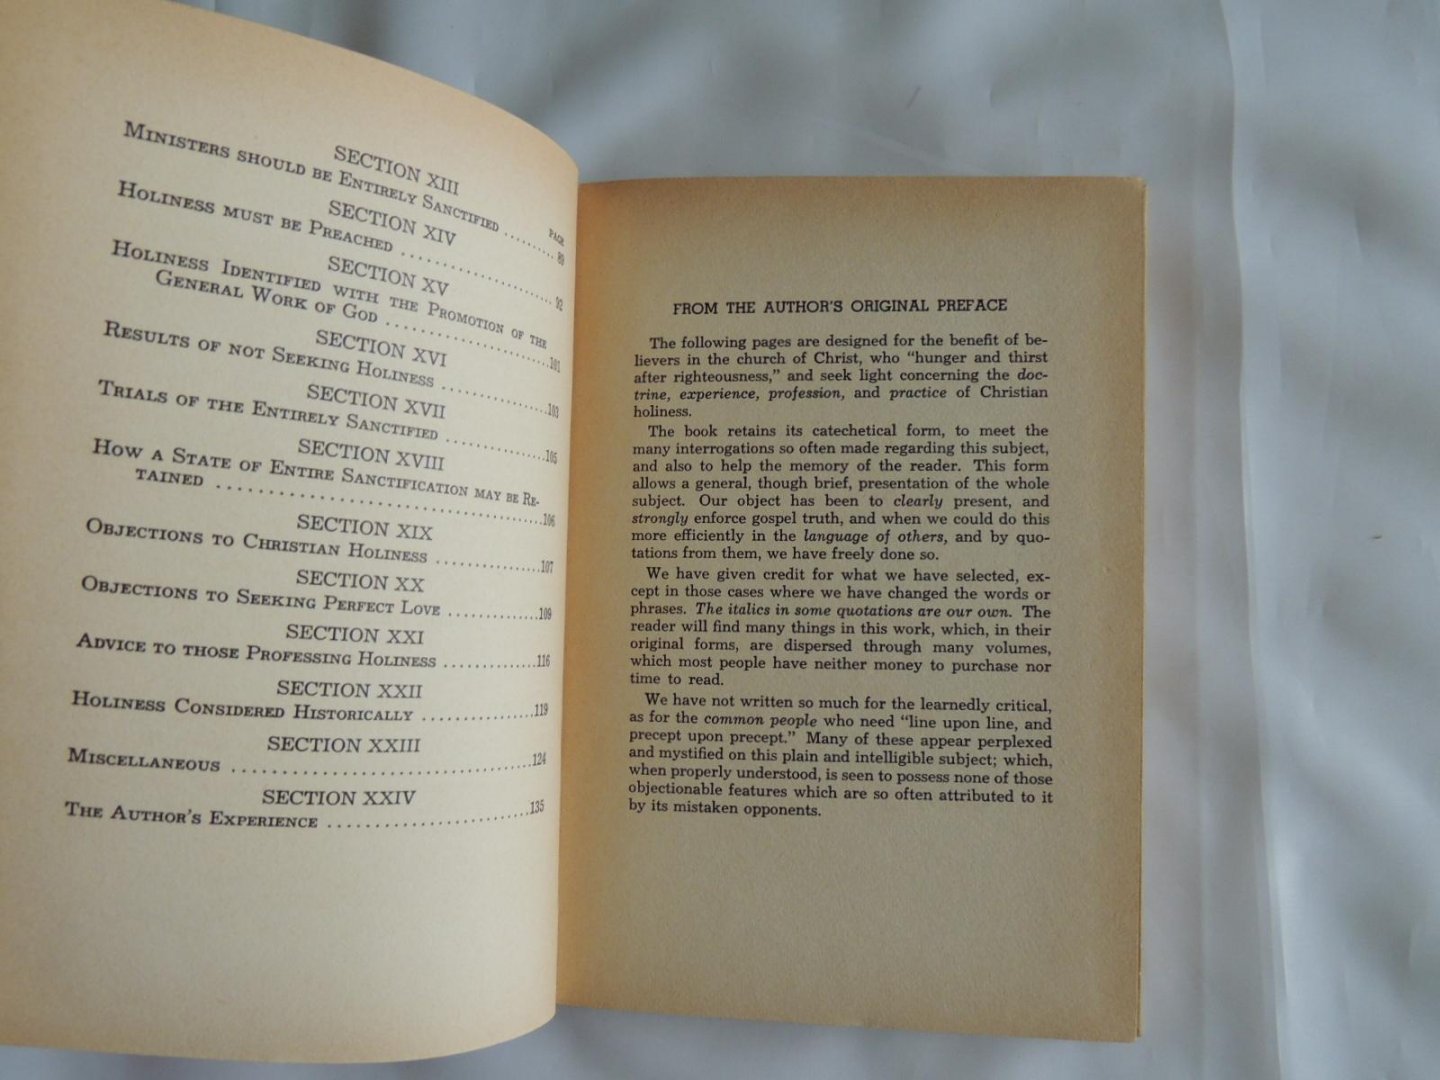 SECTION XIII
PAGE
Ministers should be Entirely Sanctified .......... 89
SECTION XIV
Holiness must be Preached .................... 92
SECTION XV
Holiness Identified with the Promotion of the
General Work of God ....................101
SECTION XVI
Results of not Seeking Holiness ..............103
SECTION XVII
Trials of the Entirely Sanctified .............105
SECTION XVIII
How a State of Entire Sanctification may be Re-
tained ..................................106
SECTION XIX
Objections to Christian Holiness ..............107
SECTION XX
Objections to Seeking Perfect Love ............109
SECTION XXI
Advice to those Professing Holiness .............116
SECTION XXII
Holiness Considered Historically ...............119
SECTION XXIII
Miscellaneous ..................................124
SECTION XXIV
The Author's Experience .........................135
FROM THE AUTHOR'S ORIGINAL PREFACE
The following pages are designed for the benefit of be-
lievers in the church of Christ, who "hunger and thirst
after righteousness," and seek light concerning the doc-
trine, experience, profession, and practice of Christian
holiness.
The book retains its catechetical form, to meet the
many interrogations so often made regarding this subject,
and also to help the memory of the reader. This form
allows a general, though brief, presentation of the whole
subject. Our object has been to clearly present, and
strongly enforce gospel truth, and when we could do this
more efficiently in the language of others, and by quo-
tations from them, we have freely done so.
We have given credit for what we have selected, ex-
cept in those cases where we have changed the words or
phrases. The italics in some quotations are our own. The
reader will find many things in this work, which, in their
original forms, are dispersed through many volumes,
which most people have neither money to purchase nor
time to read.
We have not written so much for the learnedly critical,
as for the common people who need "line upon line, and
precept upon precept." Many of these appear perplexed
and mystified on this plain and intelligible subject; which,
when properly understood, is seen to possess none of those
objectionable features which are so often attributed to it
by its mistaken opponents.